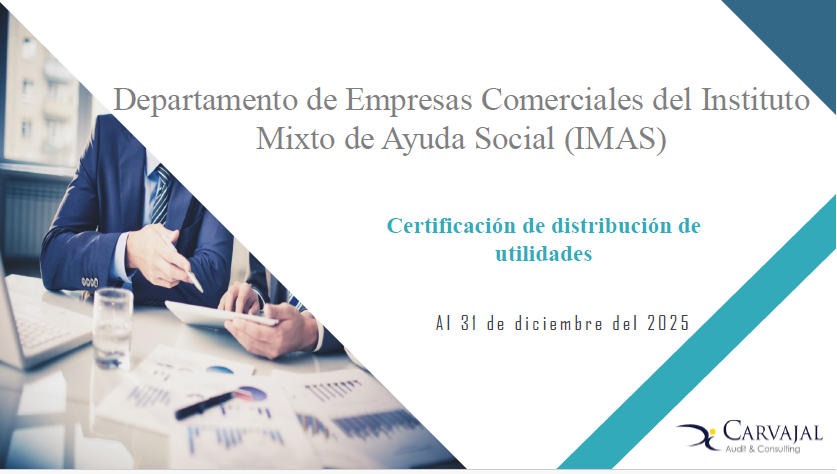 Departamento de Empresas Comerciales del Instituto
Mixto de Ayuda Social (IMAS)
Certificación de distribución de
utilidades
Al 31 de diciembre del 2025
CARVAJAL
Audit & Consulting